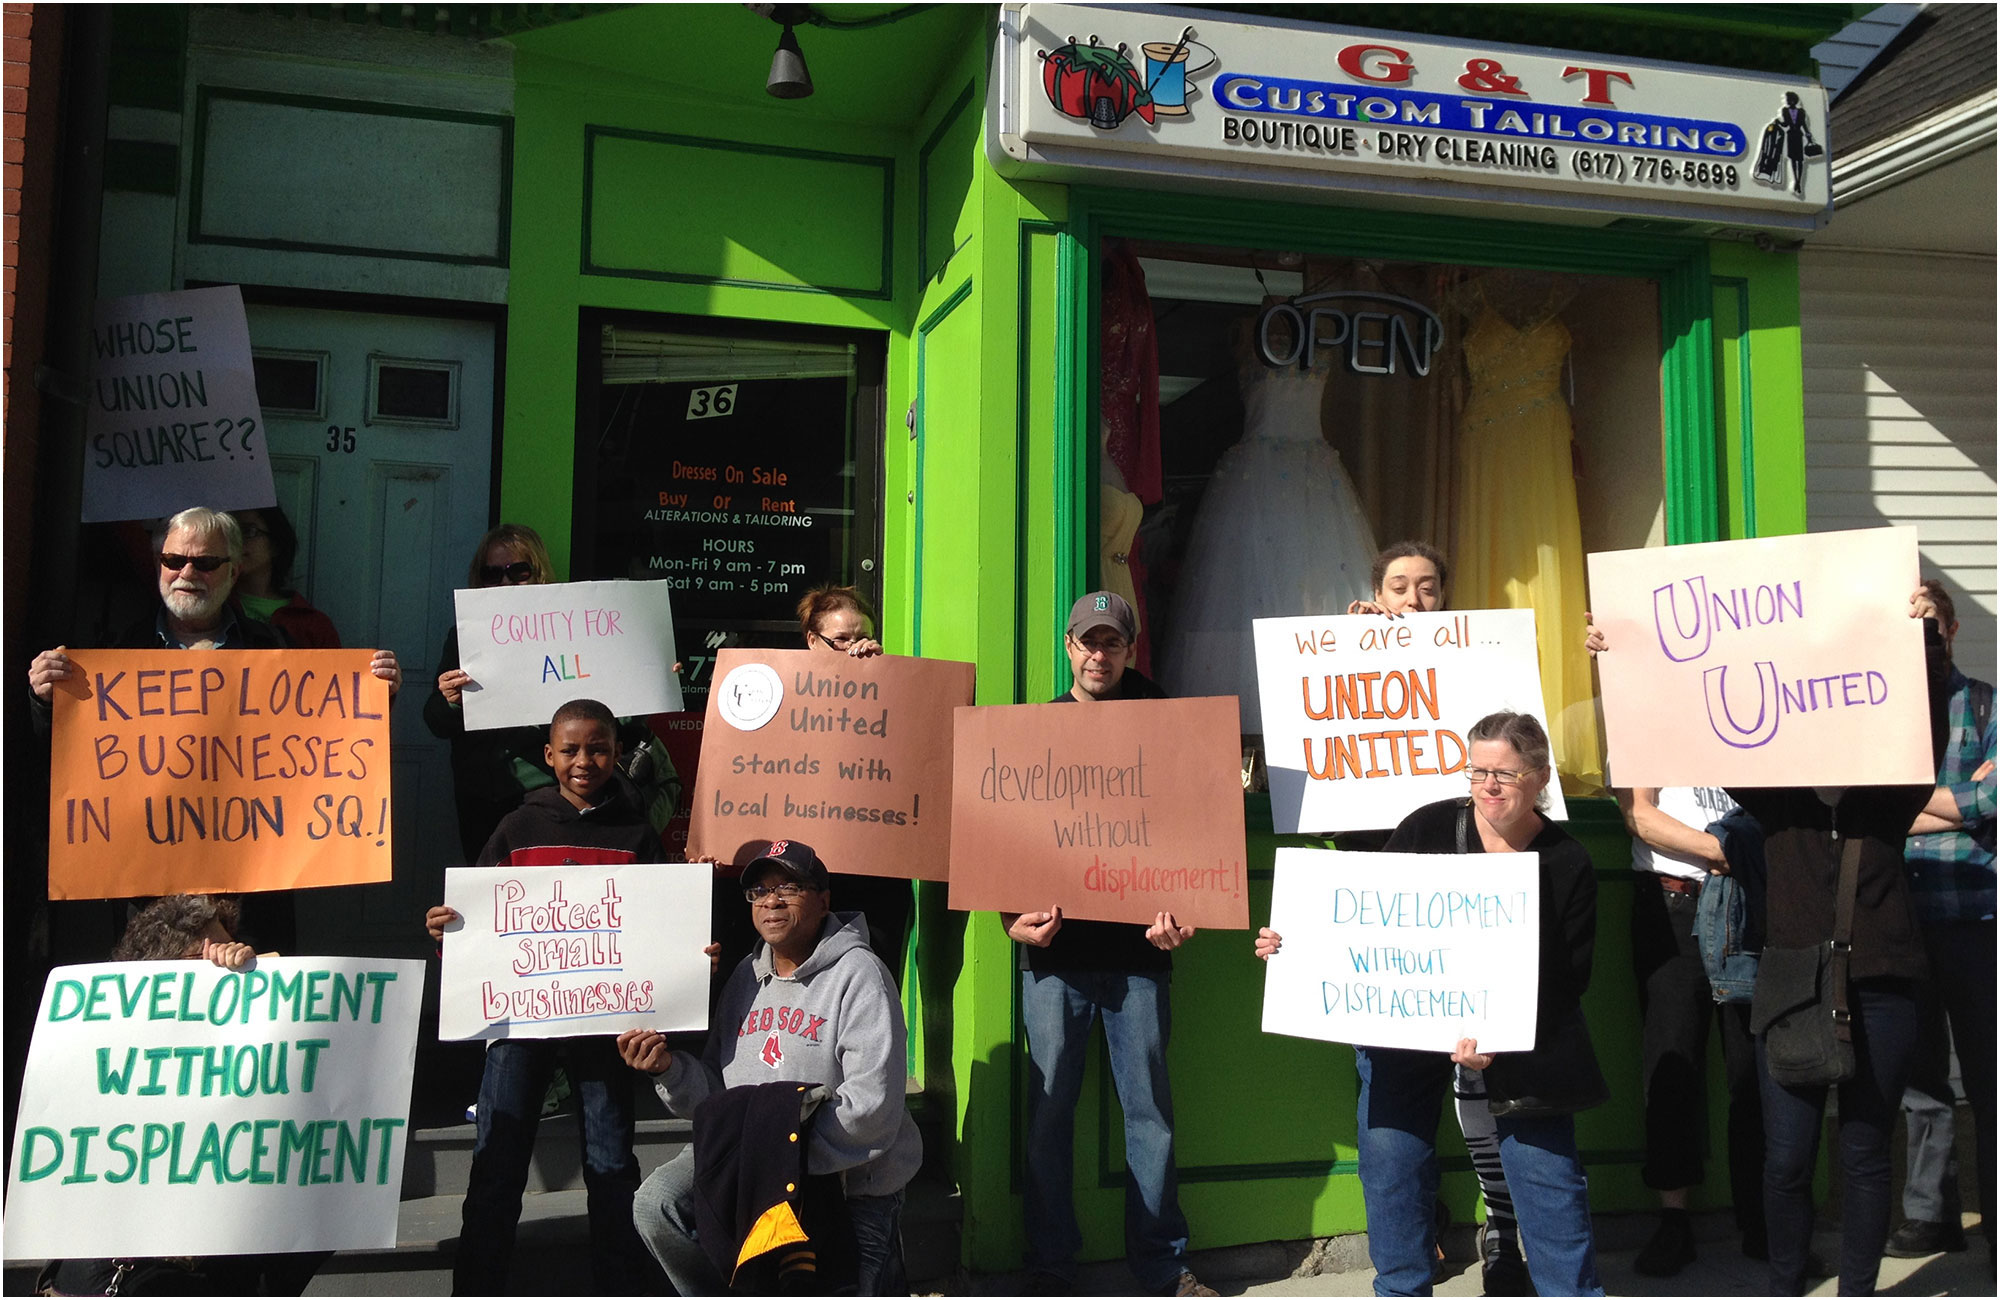 G & T
CUSTOM TAILORING
BOUTIQUE · DRY CLEANING (617) 776-5699
OPEN
WHOSE
UNION
SQUARE??
35
36
Dresses On Sale
Buy or Rent
ALTERATIONS & TAILORING
HOURS
Mon-Fri 9 am - 7 pm
Sat 9 am - 5 pm
KEEP LOCAL
BUSINESSES
IN UNION SQ.!
eQUITY FOR
ALL
Union
United
stands with
local businesses!
development
without
displacement!
we are all...
UNION
UNITED
UNION
UNITED
Protect
small
businesses
DEVELOPMENT
WITHOUT
DISPLACEMENT
DEVELOPMENT
WITHOUT
DISPLACEMENT
RED SOX
B
B